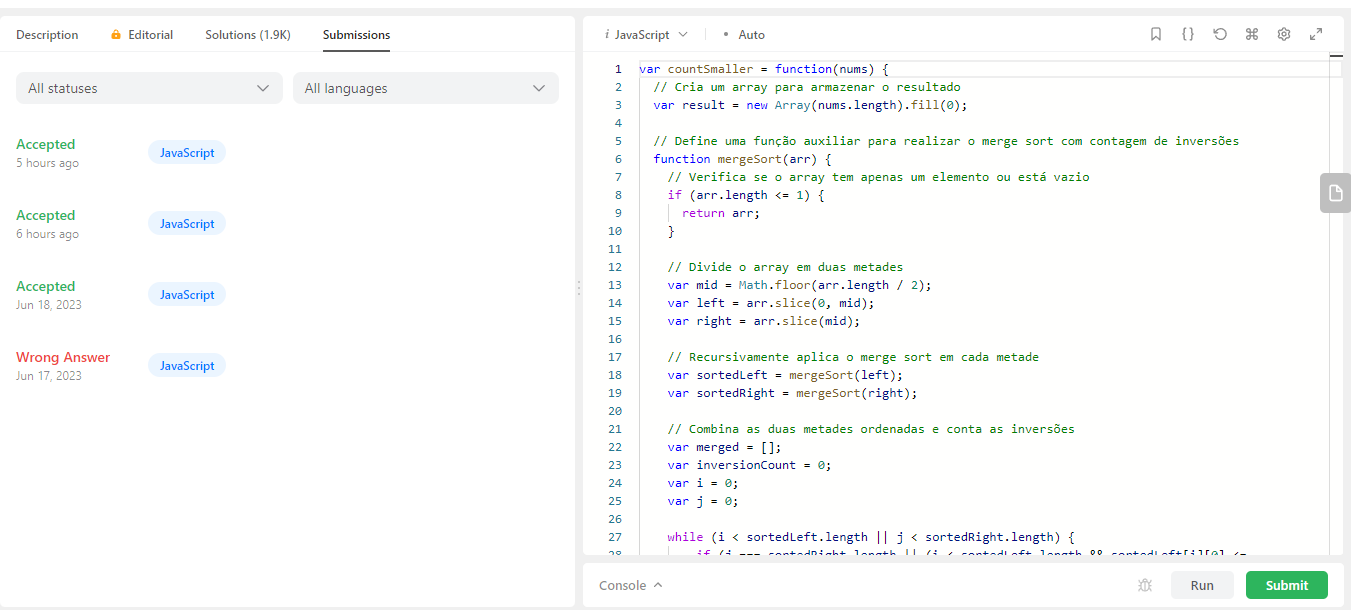 Description Editorial Solutions (1.9K) Submissions
All statuses All languages
Accepted
5 hours ago
JavaScript
Accepted
6 hours ago
JavaScript
Accepted
Jun 18, 2023
JavaScript
Wrong Answer
Jun 17, 2023
JavaScript
i JavaScript • Auto
1 var countSmaller = function(nums) {
2 // Cria um array para armazenar o resultado
3 var result = new Array(nums.length).fill(0);
4
5 // Define uma função auxiliar para realizar o merge sort com contagem de inversões
6 function mergeSort(arr) {
7 // Verifica se o array tem apenas um elemento ou está vazio
8 if (arr.length <= 1) {
9 return arr;
10 }
11
12 // Divide o array em duas metades
13 var mid = Math.floor(arr.length / 2);
14 var left = arr.slice(0, mid);
15 var right = arr.slice(mid);
16
17 // Recursivamente aplica o merge sort em cada metade
18 var sortedLeft = mergeSort(left);
19 var sortedRight = mergeSort(right);
20
21 // Combina as duas metades ordenadas e conta as inversões
22 var merged = [];
23 var inversionCount = 0;
24 var i = 0;
25 var j = 0;
26
27 while (i < sortedLeft.length || j < sortedRight.length) {
28 if (j === sortedRight.length || (i < sortedLeft.length && sortedLeft[i][0] <=
Console
Run Submit